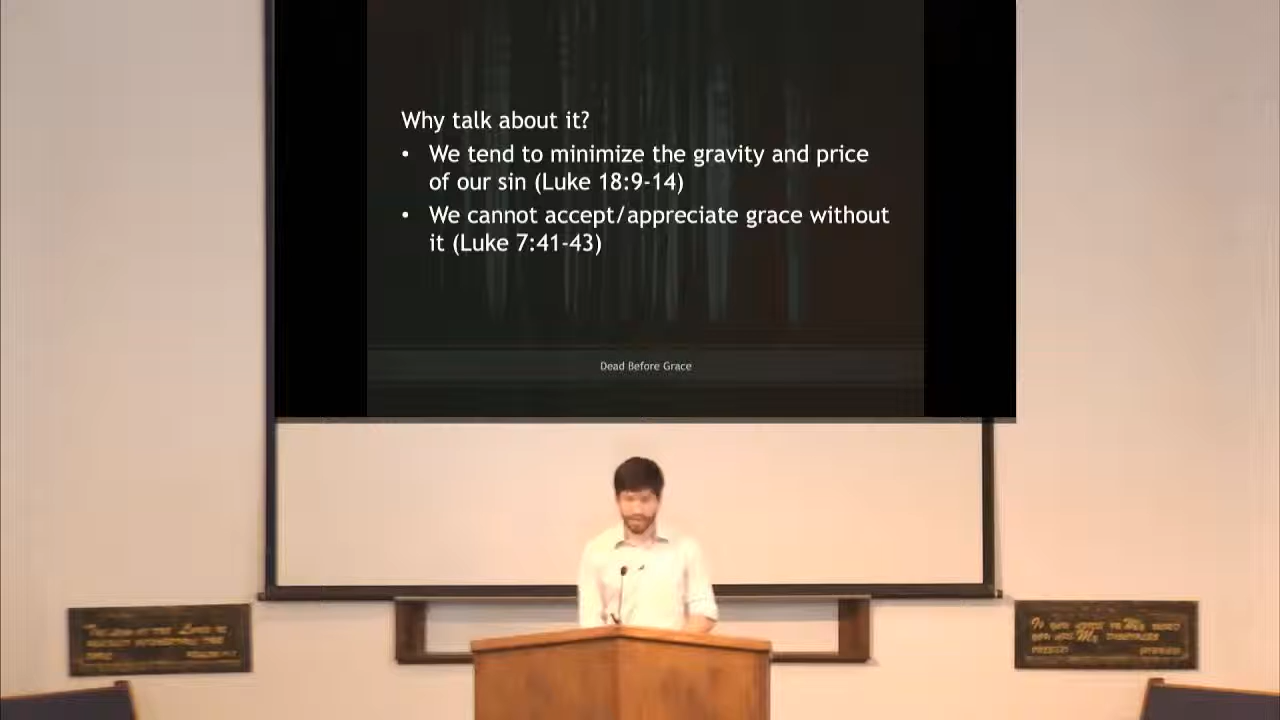 Why talk about it?
• We tend to minimize the gravity and price
of our sin (Luke 18:9-14)
• We cannot accept/appreciate grace without
it (Luke 7:41-43)
Dead Before Grace